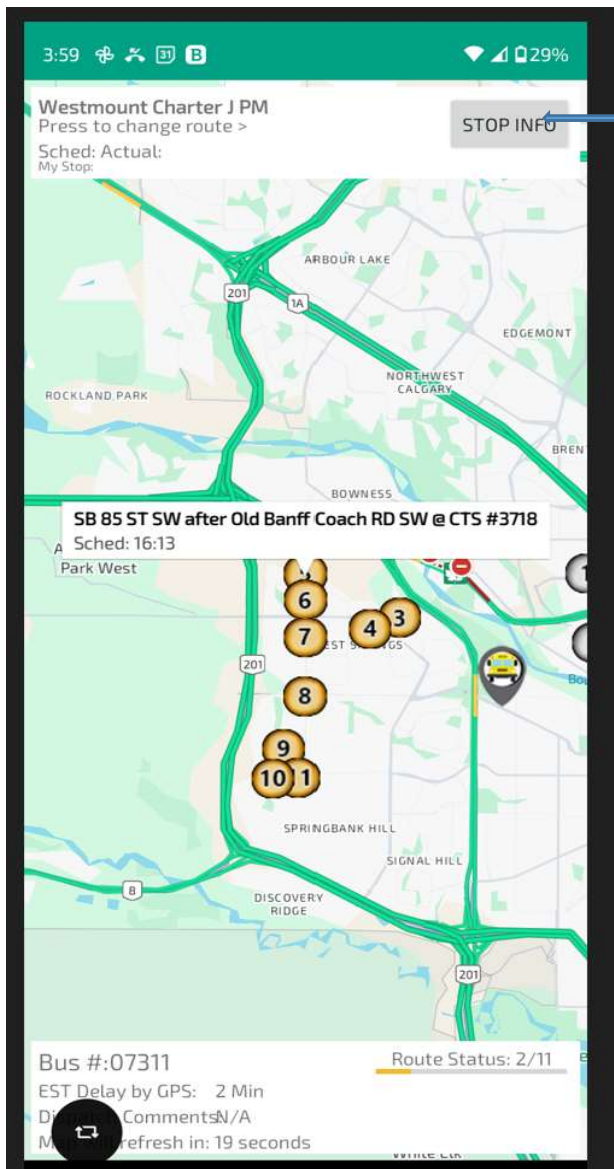 3:59 31 B 29%
Westmount Charter J PM
Press to change route >
STOP INFO
Sched: Actual:
My Stop:
ARBOUR LAKE
201
1A
EDGEMONT
NORTHWEST
CALGARY
ROCKLAND PARK
BOWNESS
SB 85 ST SW after Old Banff Coach RD SW @ CTS #3718
Sched: 16:13
Park West
6
3
4
7
201
8
9
10 11
SPRINGBANK HILL
SIGNAL HILL
8
DISCOVERY
RIDGE
201
Bus #:07311
Route Status: 2/11
EST Delay by GPS: 2 Min
Comments: N/A
refresh in: 19 seconds